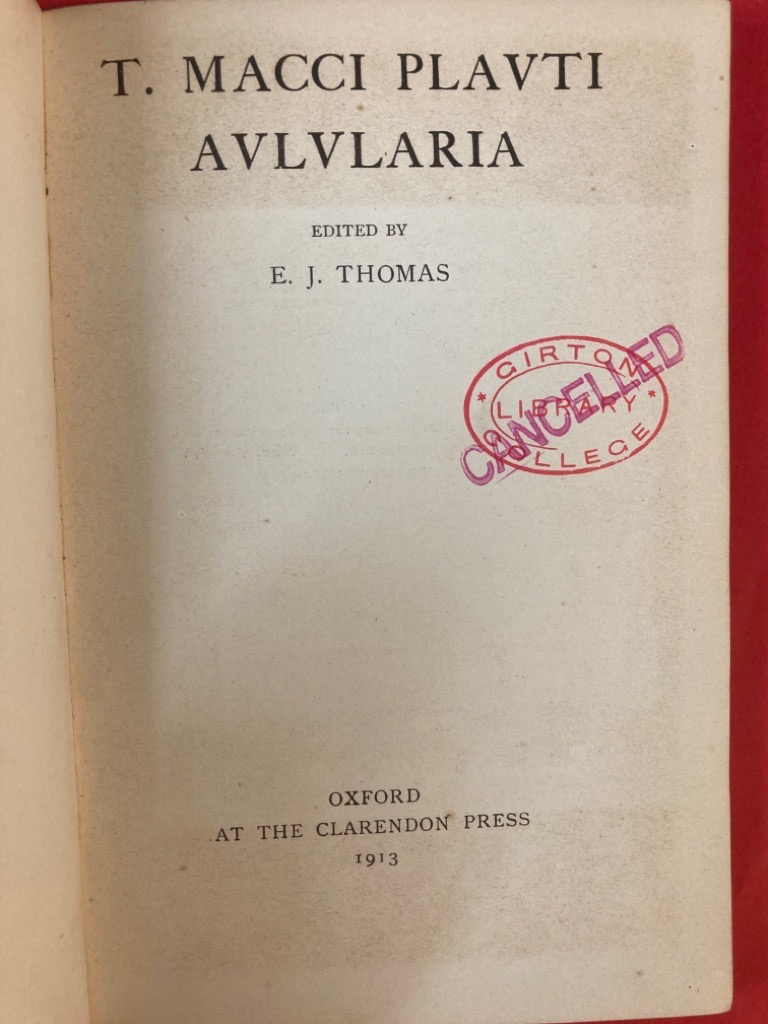 T. MACCI PLAVTI
AVLVLARIA
EDITED BY
E. J. THOMAS
GIRTON
LIBRARY
COLLEGE
CANCELLED
OXFORD
AT THE CLARENDON PRESS
1913